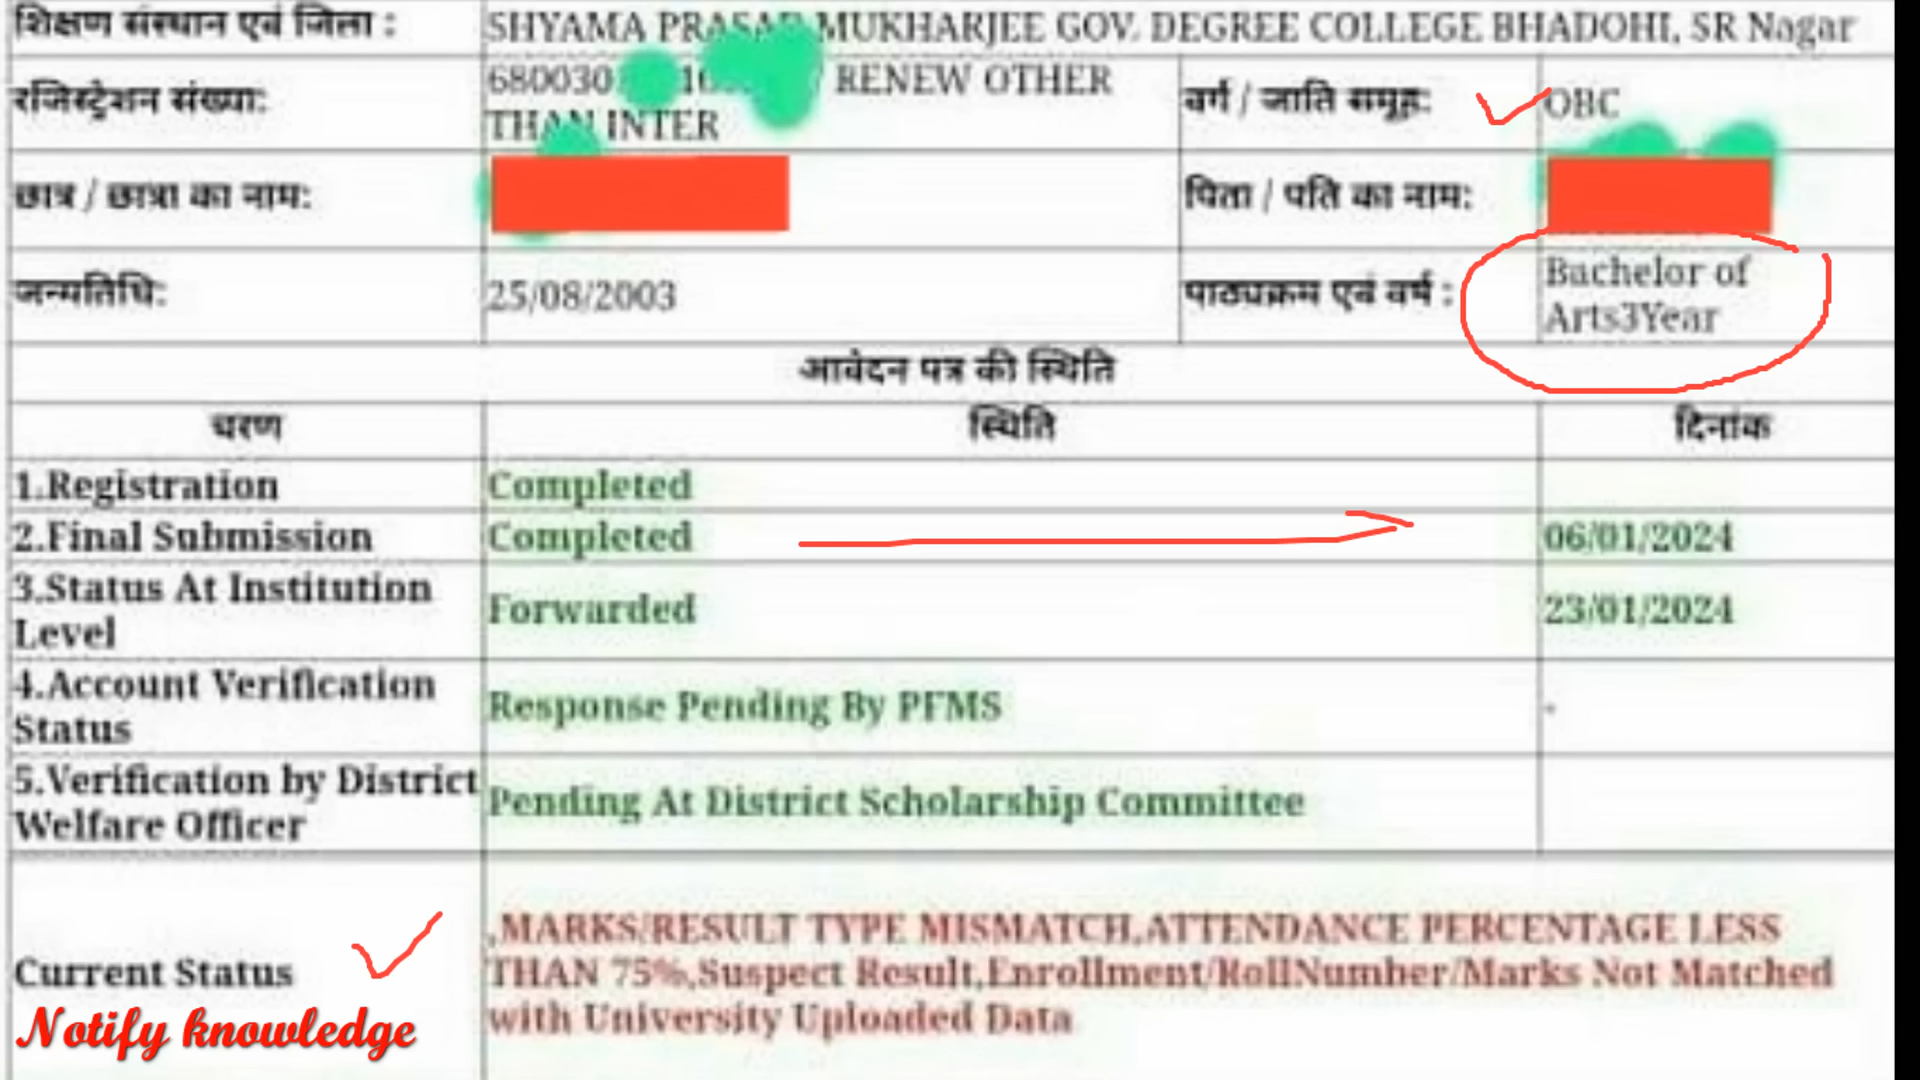 शिक्षण संस्थान एवं जिला :
SHYAMA PRASAD MUKHARJEE GOV. DEGREE COLLEGE BHADOHI, SR Nagar
रजिस्ट्रेशन संख्या:
680030 RENEW OTHER
THAN INTER
वर्ग / जाति समूह:
OBC
छात्र / छात्रा का नाम:
पिता / पति का नाम:
जन्मतिथि:
25/08/2003
पाठ्यक्रम एवं वर्ष :
Bachelor of
Arts3Year
आवेदन पत्र की स्थिति
चरण
स्थिति
दिनांक
1.Registration
Completed
2.Final Submission
Completed
06/01/2024
3.Status At Institution
Level
Forwarded
23/01/2024
4.Account Verification
Status
Response Pending By PFMS
-
5.Verification by District
Welfare Officer
Pending At District Scholarship Committee
Current Status
,MARKS/RESULT TYPE MISMATCH,ATTENDANCE PERCENTAGE LESS
THAN 75%,Suspect Result,Enrollment/RollNumber/Marks Not Matched
with University Uploaded Data
Notify knowledge